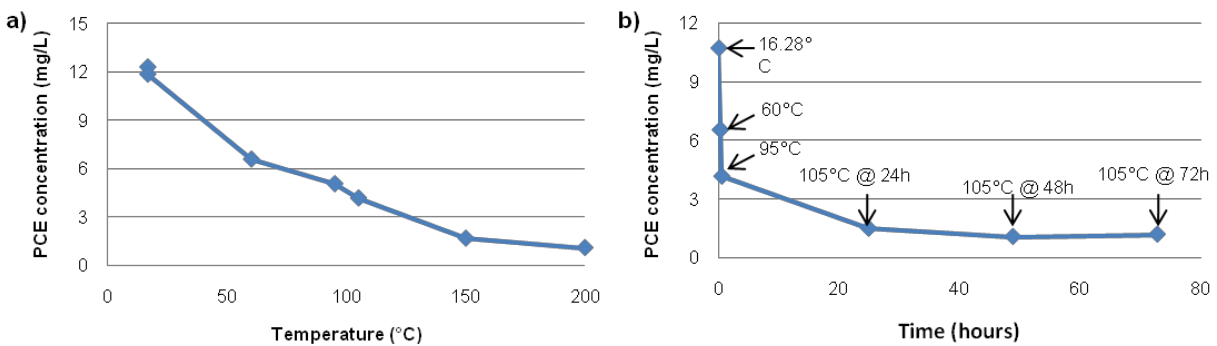 a)
PCE concentration (mg/L)
15
12
9
6
3
0
0
50
100
150
200
Temperature (°C)
b)
PCE concentration (mg/L)
12
9
6
3
0
16.28°
C
60°C
95°C
105°C @ 24h
105°C @ 48h
105°C @ 72h
0
20
40
60
80
Time (hours)